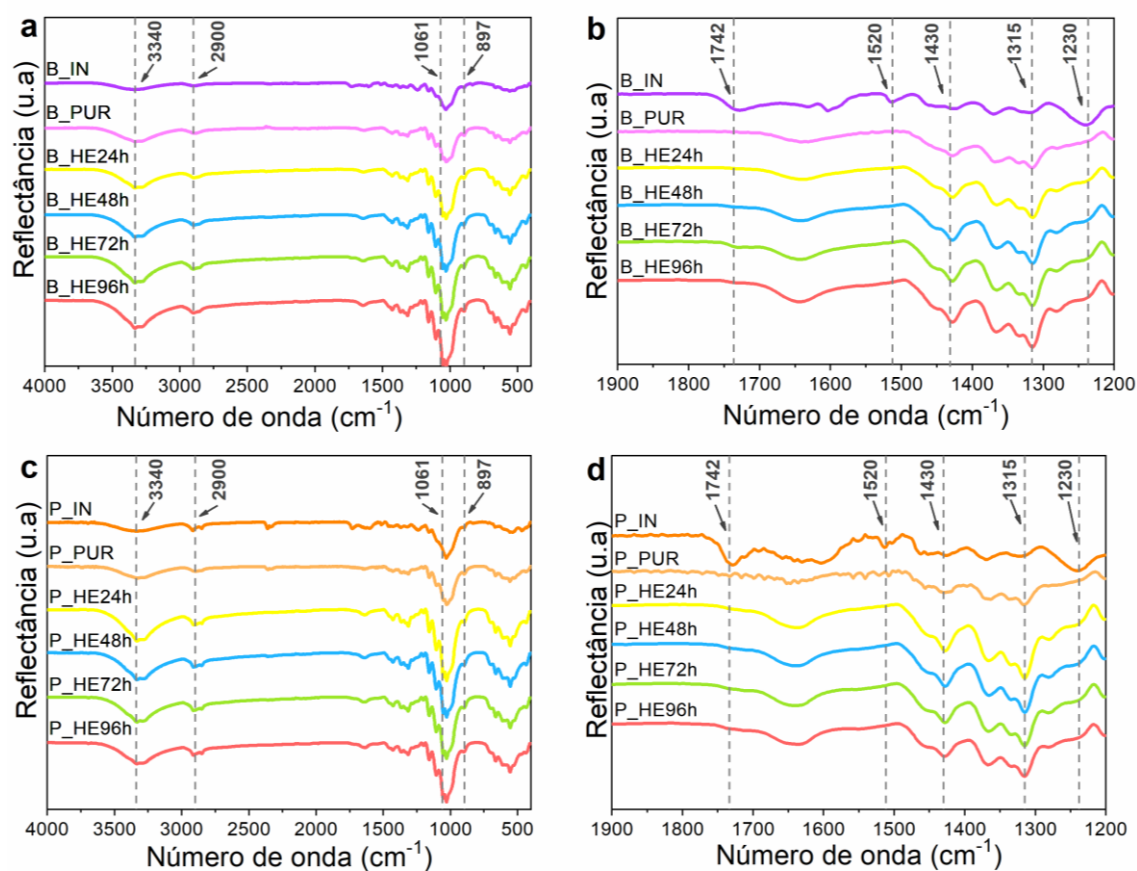 a
3340
2900
1061
897
B_IN
B_PUR
B_HE24h
B_HE48h
B_HE72h
B_HE96h
Reflectância (u.a)
4000 3500 3000 2500 2000 1500 1000 500
Número de onda (cm-1)
b
1742
1520
1430
1315
1230
B_IN
B_PUR
B_HE24h
B_HE48h
B_HE72h
B_HE96h
Reflectância (u.a)
1900 1800 1700 1600 1500 1400 1300 1200
Número de onda (cm-1)
c
3340
2900
1061
897
P_IN
P_PUR
P_HE24h
P_HE48h
P_HE72h
P_HE96h
Reflectância (u.a)
4000 3500 3000 2500 2000 1500 1000 500
Número de onda (cm-1)
d
1742
1520
1430
1315
1230
P_IN
P_PUR
P_HE24h
P_HE48h
P_HE72h
P_HE96h
Reflectância (u.a)
1900 1800 1700 1600 1500 1400 1300 1200
Número de onda (cm-1)